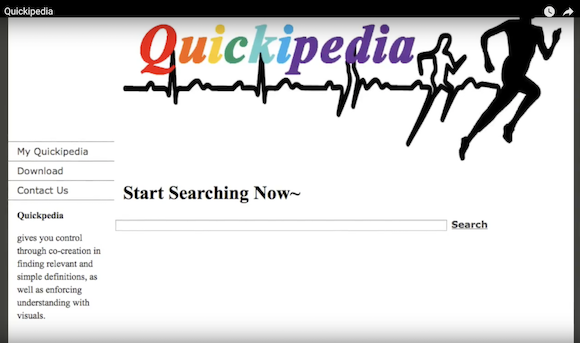 Quickipedia
Quickipedia
My Quickipedia
Download
Contact Us
Start Searching Now~
Search
Quickpedia
gives you control
through co-creation in
finding relevant and
simple definitions, as
well as enforcing
understanding with
visuals.